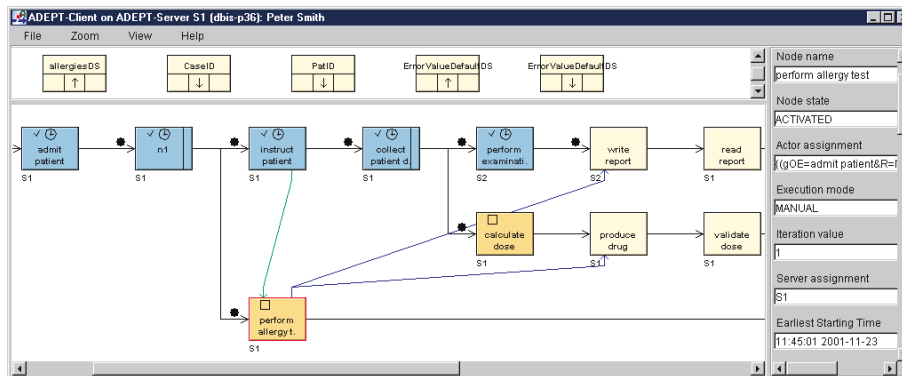 ADEPT-Client on ADEPT-Server S1 (dbis-p36): Peter Smith
File Zoom View Help
allergiesDS
CaseID
PatID
ErrorValueDefaultDS
ErrorValueDefaultDS
admit
patient
S1
n1
S1
instruct
patient
S1
collect
patient d.
S1
perform
examinati.
S2
write
report
S2
read
report
S1
calculate
dose
S1
produce
drug
S1
validate
dose
S1
perform
allergy t.
S1
Node name
perform allergy test
Node state
ACTIVATED
Actor assignment
((gOE=admit patient&R=
Execution mode
MANUAL
Iteration value
1
Server assignment
S1
Earliest Starting Time
11:45:01 2001-11-23